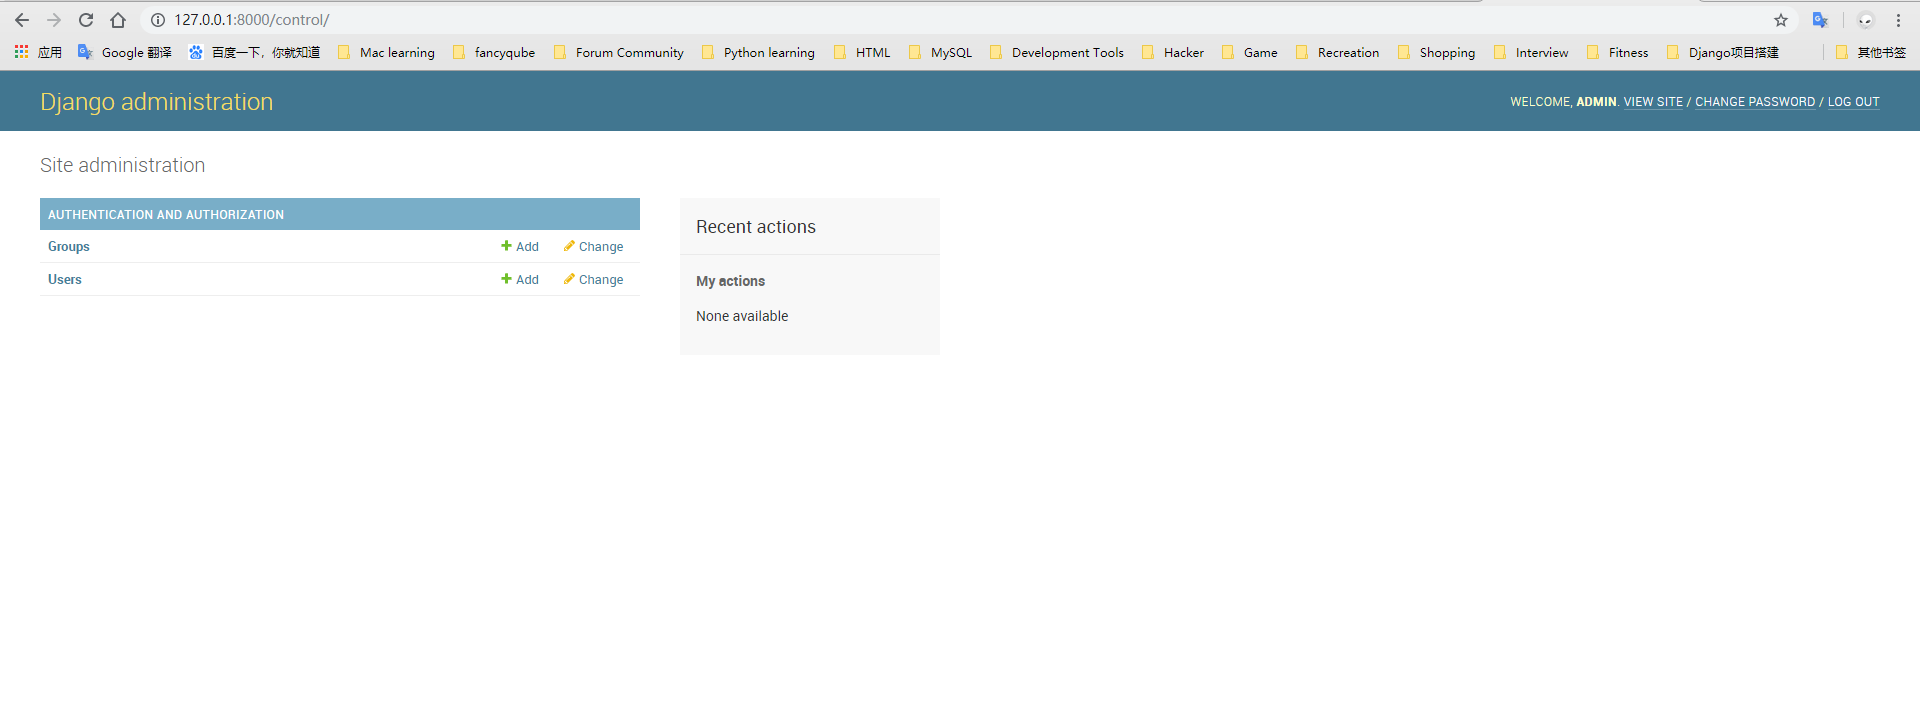 127.0.0.1:8000/control/
应用 Google 翻译 百度一下，你就知道 Mac learning fancyqube Forum Community Python learning HTML MySQL Development Tools Hacker Game Recreation Shopping Interview Fitness Django项目搭建 其他书签
Django administration WELCOME, ADMIN. VIEW SITE / CHANGE PASSWORD / LOG OUT
Site administration
AUTHENTICATION AND AUTHORIZATION
Groups Add Change
Users Add Change
Recent actions
My actions
None available